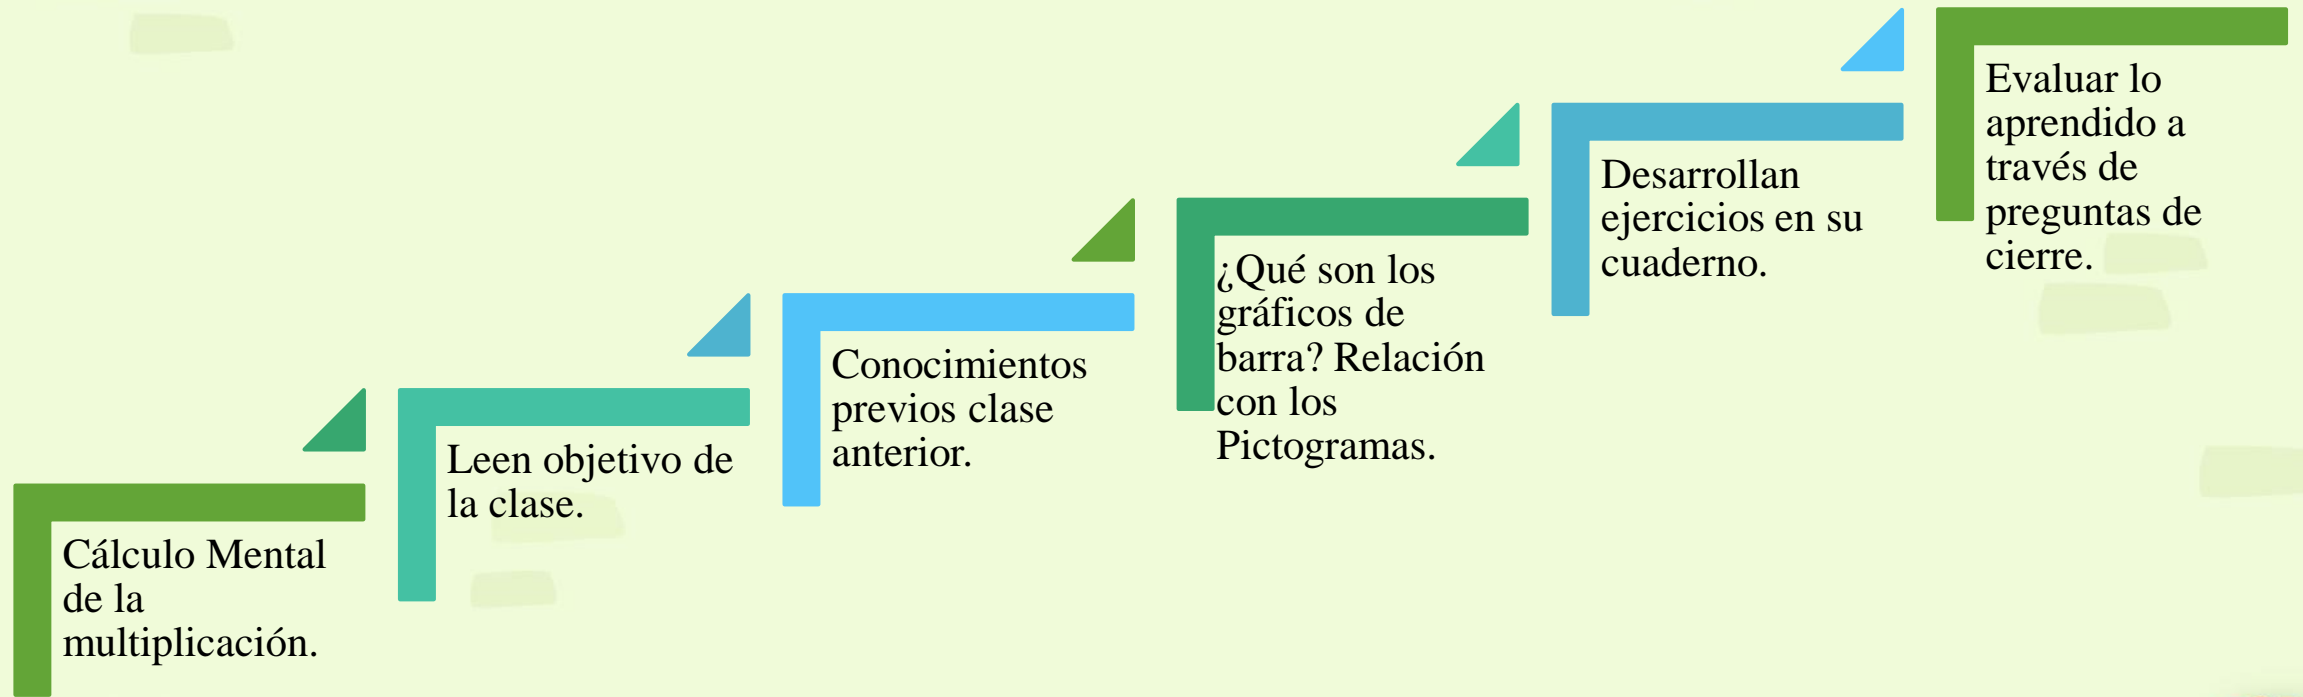 Cálculo Mental
de la
multiplicación.
Leen objetivo de
la clase.
Conocimientos
previos clase
anterior.
¿Qué son los
gráficos de
barra? Relación
con los
Pictogramas.
Desarrollan
ejercicios en su
cuaderno.
Evaluar lo
aprendido a
través de
preguntas de
cierre.